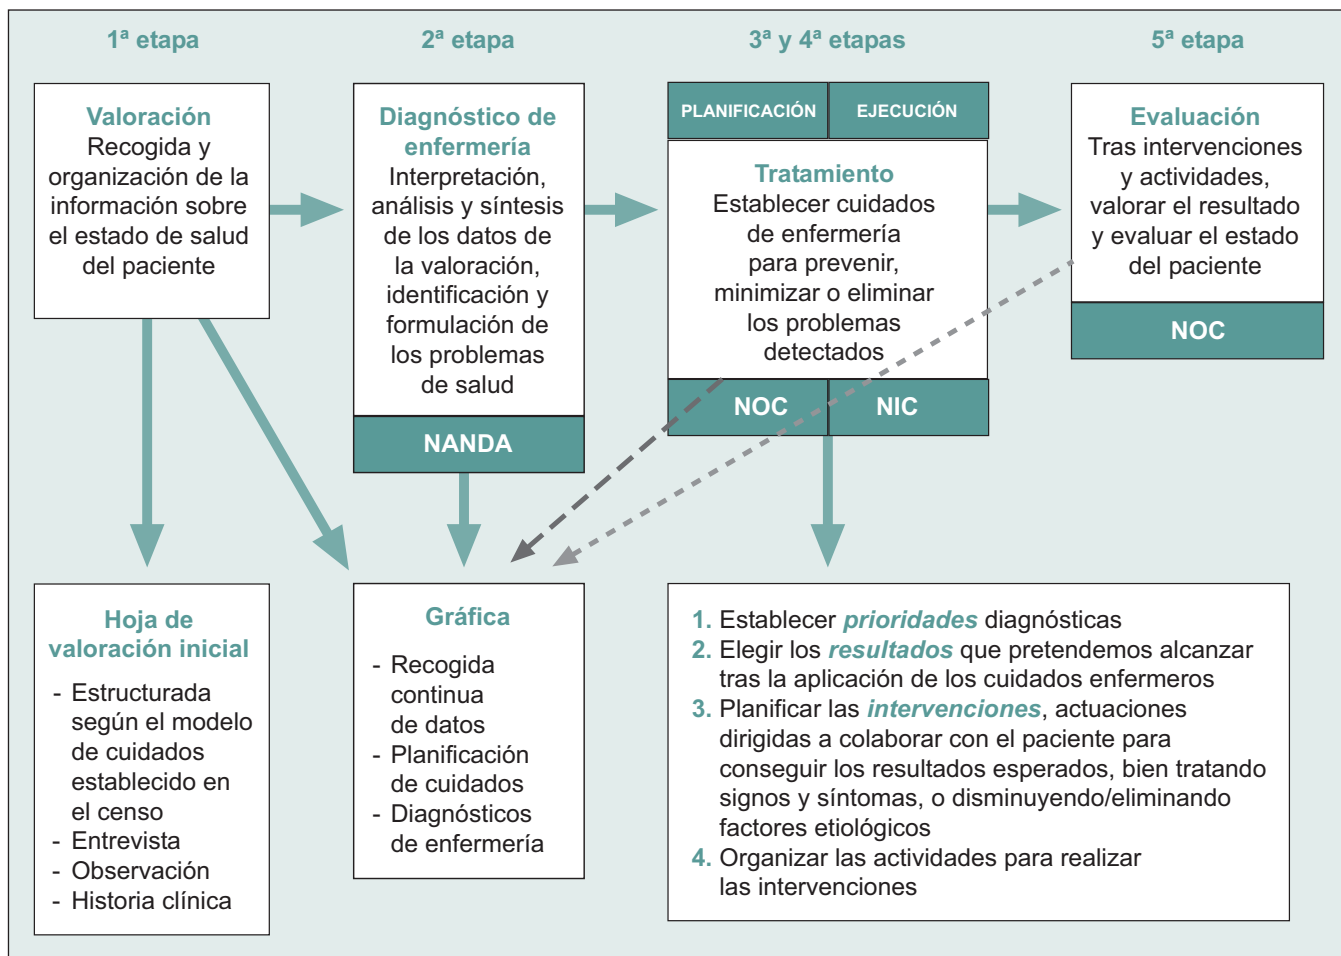 1ª etapa
2ª etapa
3ª y 4ª etapas
5ª etapa
Valoración
Recogida y
organización de la
información sobre
el estado de salud
del paciente
Diagnóstico de
enfermería
Interpretación,
análisis y síntesis
de los datos de
la valoración,
identificación y
formulación de
los problemas
de salud
NANDA
PLANIFICACIÓN
EJECUCIÓN
Tratamiento
Establecer cuidados
de enfermería
para prevenir,
minimizar o eliminar
los problemas
detectados
NOC
NIC
Evaluación
Tras intervenciones
y actividades,
valorar el resultado
y evaluar el estado
del paciente
NOC
Hoja de
valoración inicial
- Estructurada
según el modelo
de cuidados
establecido en
el censo
- Entrevista
- Observación
- Historia clínica
Gráfica
- Recogida
continua
de datos
- Planificación
de cuidados
- Diagnósticos
de enfermería
1. Establecer prioridades diagnósticas
2. Elegir los resultados que pretendemos alcanzar
tras la aplicación de los cuidados enfermeros
3. Planificar las intervenciones, actuaciones
dirigidas a colaborar con el paciente para
conseguir los resultados esperados, bien tratando
signos y síntomas, o disminuyendo/eliminando
factores etiológicos
4. Organizar las actividades para realizar
las intervenciones